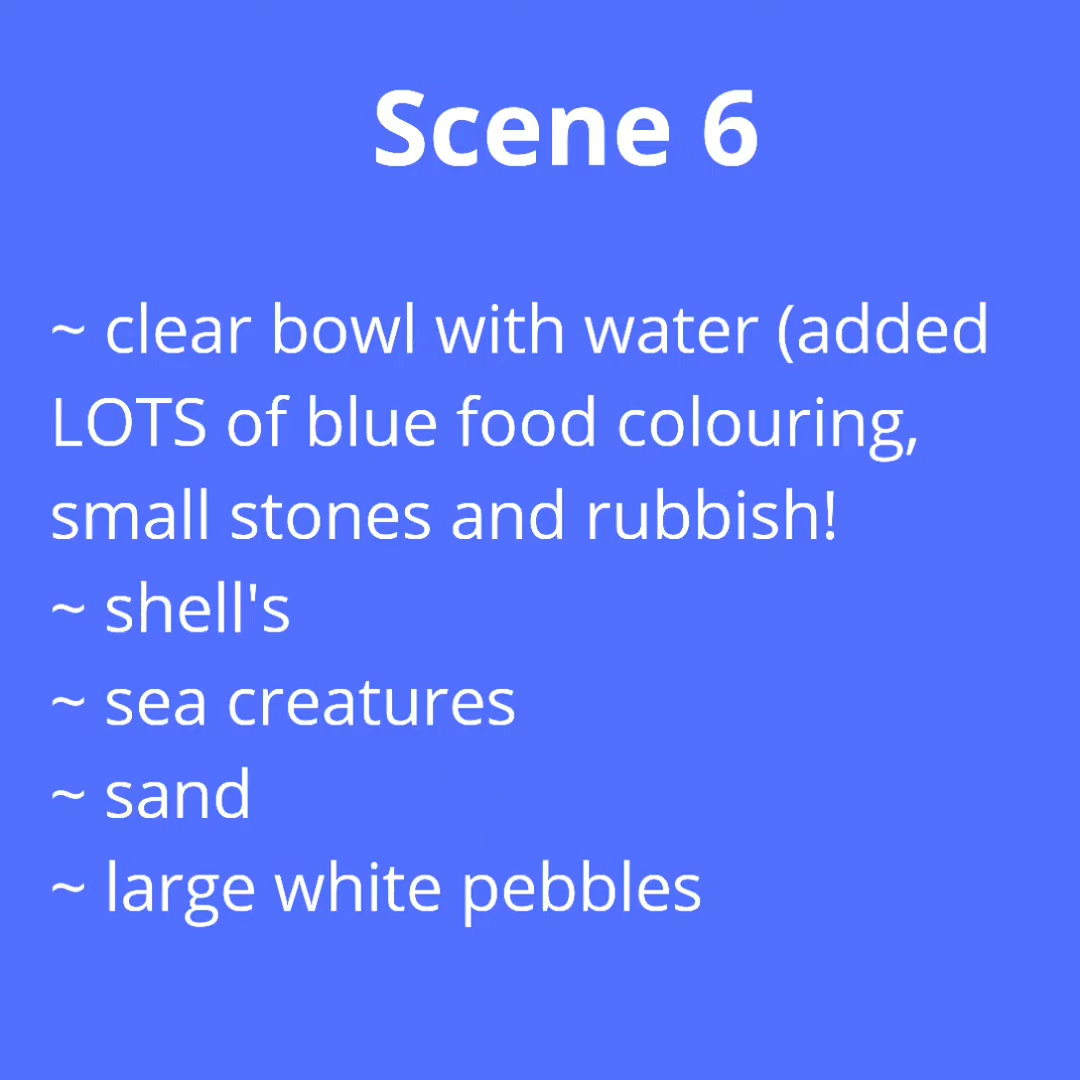 Scene 6
~ clear bowl with water (added
LOTS of blue food colouring,
small stones and rubbish!
~ shell's
~ sea creatures
~ sand
~ large white pebbles